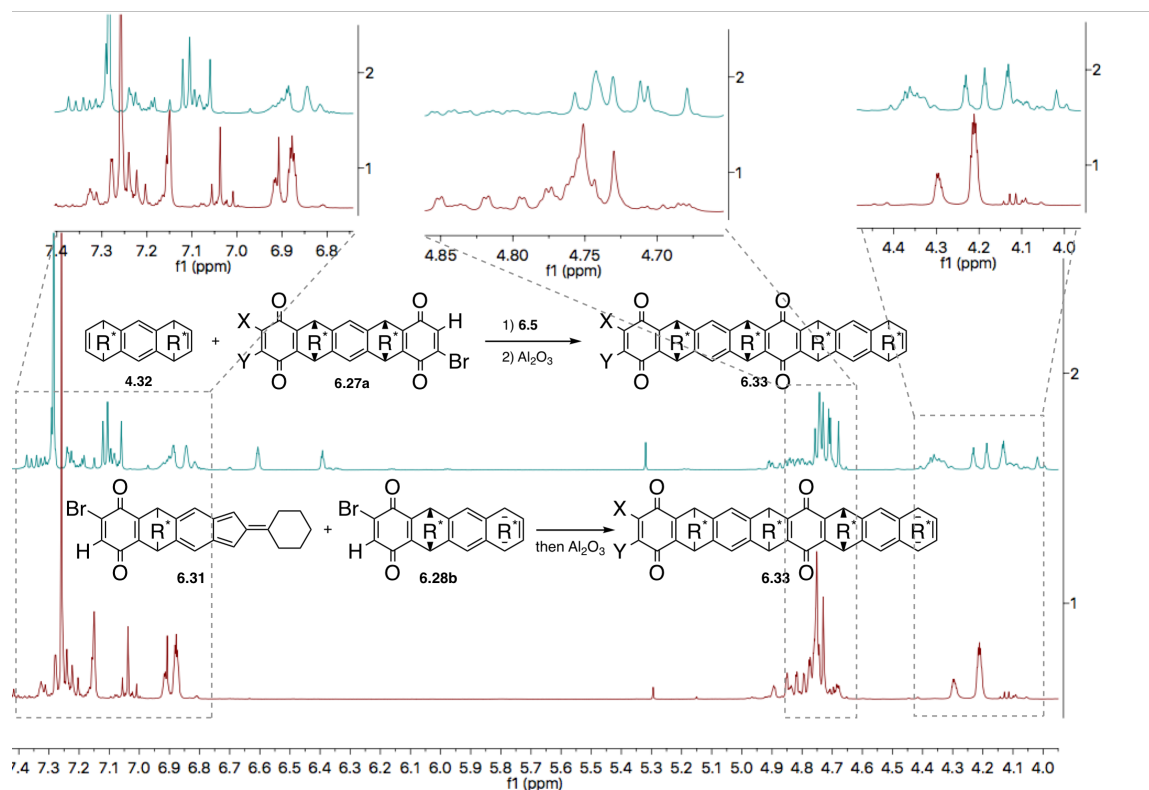 2
1
7.4 7.3 7.2 7.1 7.0 6.9 6.8
f1 (ppm)
2
1
4.85 4.80 4.75 4.70
f1 (ppm)
2
1
4.4 4.3 4.2 4.1 4.0
f1 (ppm)
R*
R*
4.32
+
X
Y
O
O
R*
R*
O
O
H
Br
6.27a
1) 6.5
2) Al2O3
X
Y
O
O
R*
R*
O
O
R*
R*
6.33
2
Br
H
O
O
R*
6.31
+
Br
H
O
O
R*
R*
6.28b
then Al2O3
X
Y
O
O
R*
R*
O
O
R*
R*
6.33
1
7.4 7.3 7.2 7.1 7.0 6.9 6.8 6.7 6.6 6.5 6.4 6.3 6.2 6.1 6.0 5.9 5.8 5.7 5.6 5.5 5.4 5.3 5.2 5.1 5.0 4.9 4.8 4.7 4.6 4.5 4.4 4.3 4.2 4.1 4.0
f1 (ppm)